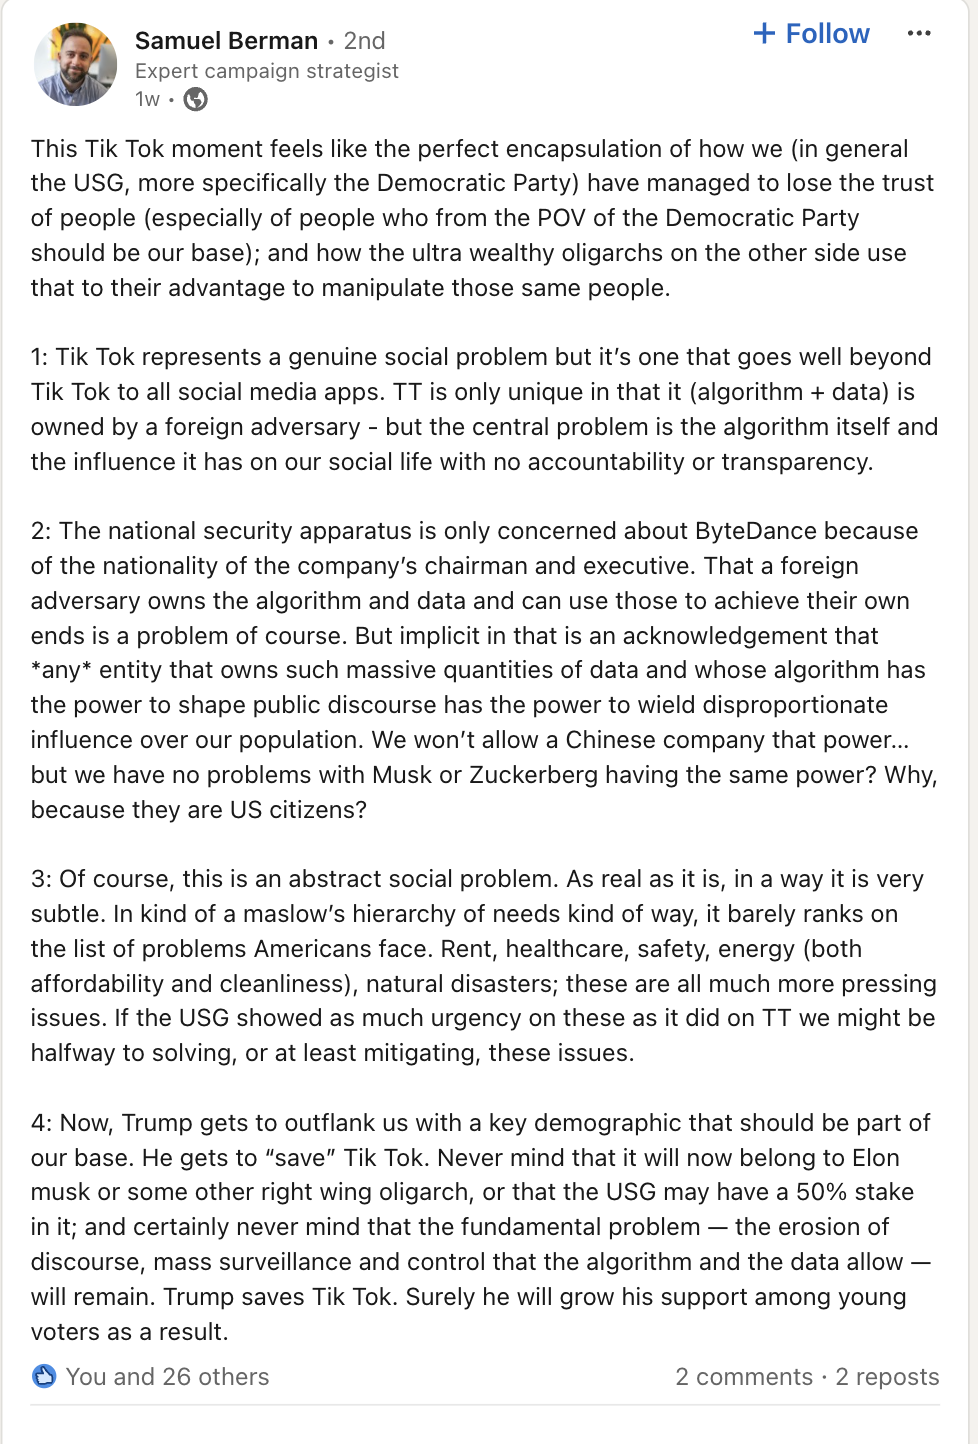 Samuel Berman • 2nd
+ Follow
Expert campaign strategist
1w •
This Tik Tok moment feels like the perfect encapsulation of how we (in general
the USG, more specifically the Democratic Party) have managed to lose the trust
of people (especially of people who from the POV of the Democratic Party
should be our base); and how the ultra wealthy oligarchs on the other side use
that to their advantage to manipulate those same people.
1: Tik Tok represents a genuine social problem but it’s one that goes well beyond
Tik Tok to all social media apps. TT is only unique in that it (algorithm + data) is
owned by a foreign adversary - but the central problem is the algorithm itself and
the influence it has on our social life with no accountability or transparency.
2: The national security apparatus is only concerned about ByteDance because
of the nationality of the company’s chairman and executive. That a foreign
adversary owns the algorithm and data and can use those to achieve their own
ends is a problem of course. But implicit in that is an acknowledgement that
*any* entity that owns such massive quantities of data and whose algorithm has
the power to shape public discourse has the power to wield disproportionate
influence over our population. We won’t allow a Chinese company that power...
but we have no problems with Musk or Zuckerberg having the same power? Why,
because they are US citizens?
3: Of course, this is an abstract social problem. As real as it is, in a way it is very
subtle. In kind of a maslow’s hierarchy of needs kind of way, it barely ranks on
the list of problems Americans face. Rent, healthcare, safety, energy (both
affordability and cleanliness), natural disasters; these are all much more pressing
issues. If the USG showed as much urgency on these as it did on TT we might be
halfway to solving, or at least mitigating, these issues.
4: Now, Trump gets to outflank us with a key demographic that should be part of
our base. He gets to “save” Tik Tok. Never mind that it will now belong to Elon
musk or some other right wing oligarch, or that the USG may have a 50% stake
in it; and certainly never mind that the fundamental problem — the erosion of
discourse, mass surveillance and control that the algorithm and the data allow —
will remain. Trump saves Tik Tok. Surely he will grow his support among young
voters as a result.
You and 26 others
2 comments · 2 reposts